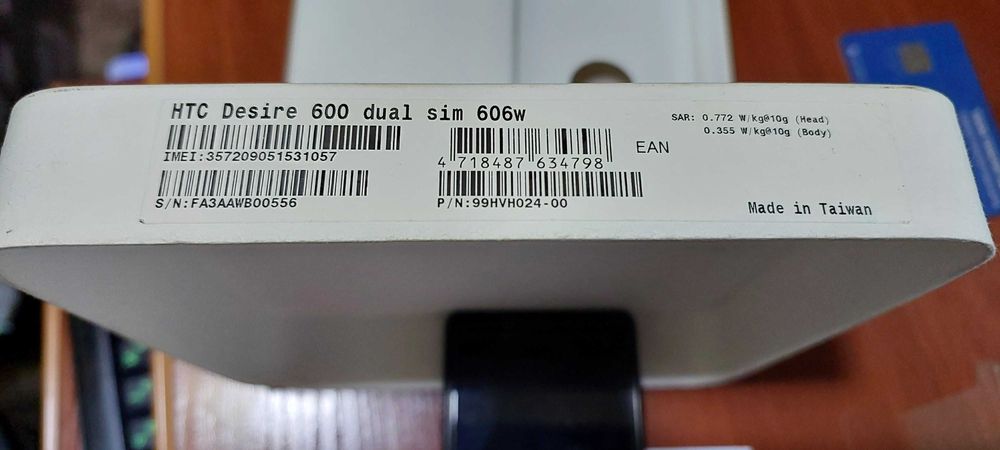 HTC Desire 600 dual sim 606w
IMEI:357209051531057
S/N:FA3AAWB00556
4 718487 634798
EAN
P/N:99HVH024-00
SAR: 0.772 W/kg@10g (Head)
0.355 W/kg@10g (Body)
Made in Taiwan